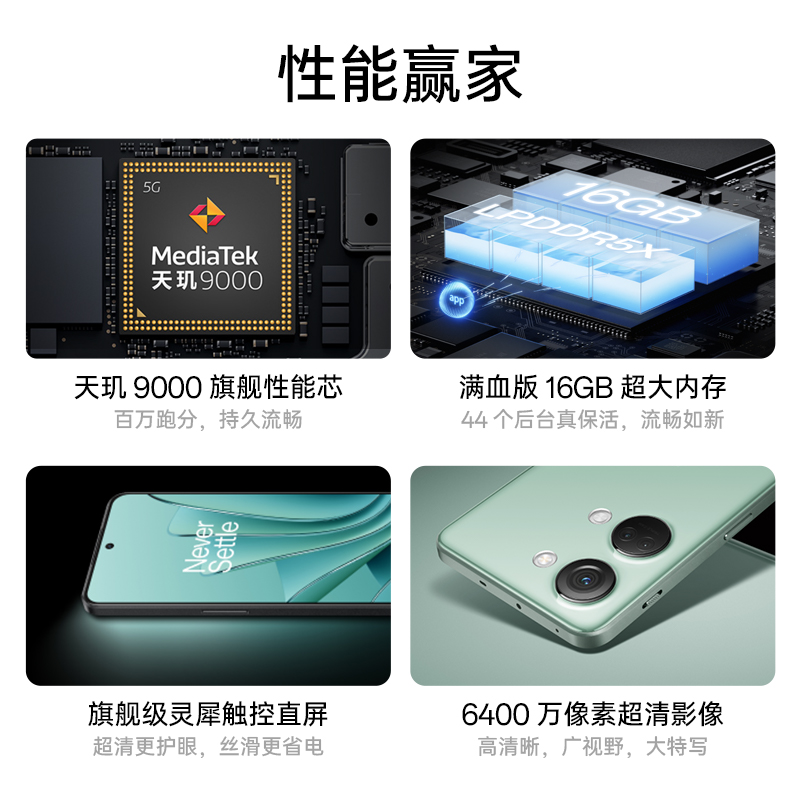 性能赢家
5G
MediaTek
天玑9000
16GB
LPDDR5X
app
天玑 9000 旗舰性能芯
百万跑分，持久流畅
满血版 16GB 超大内存
44 个后台真保活，流畅如新
Never
Settle
旗舰级灵犀触控直屏
超清更护眼，丝滑更省电
6400 万像素超清影像
高清晰，广视野，大特写